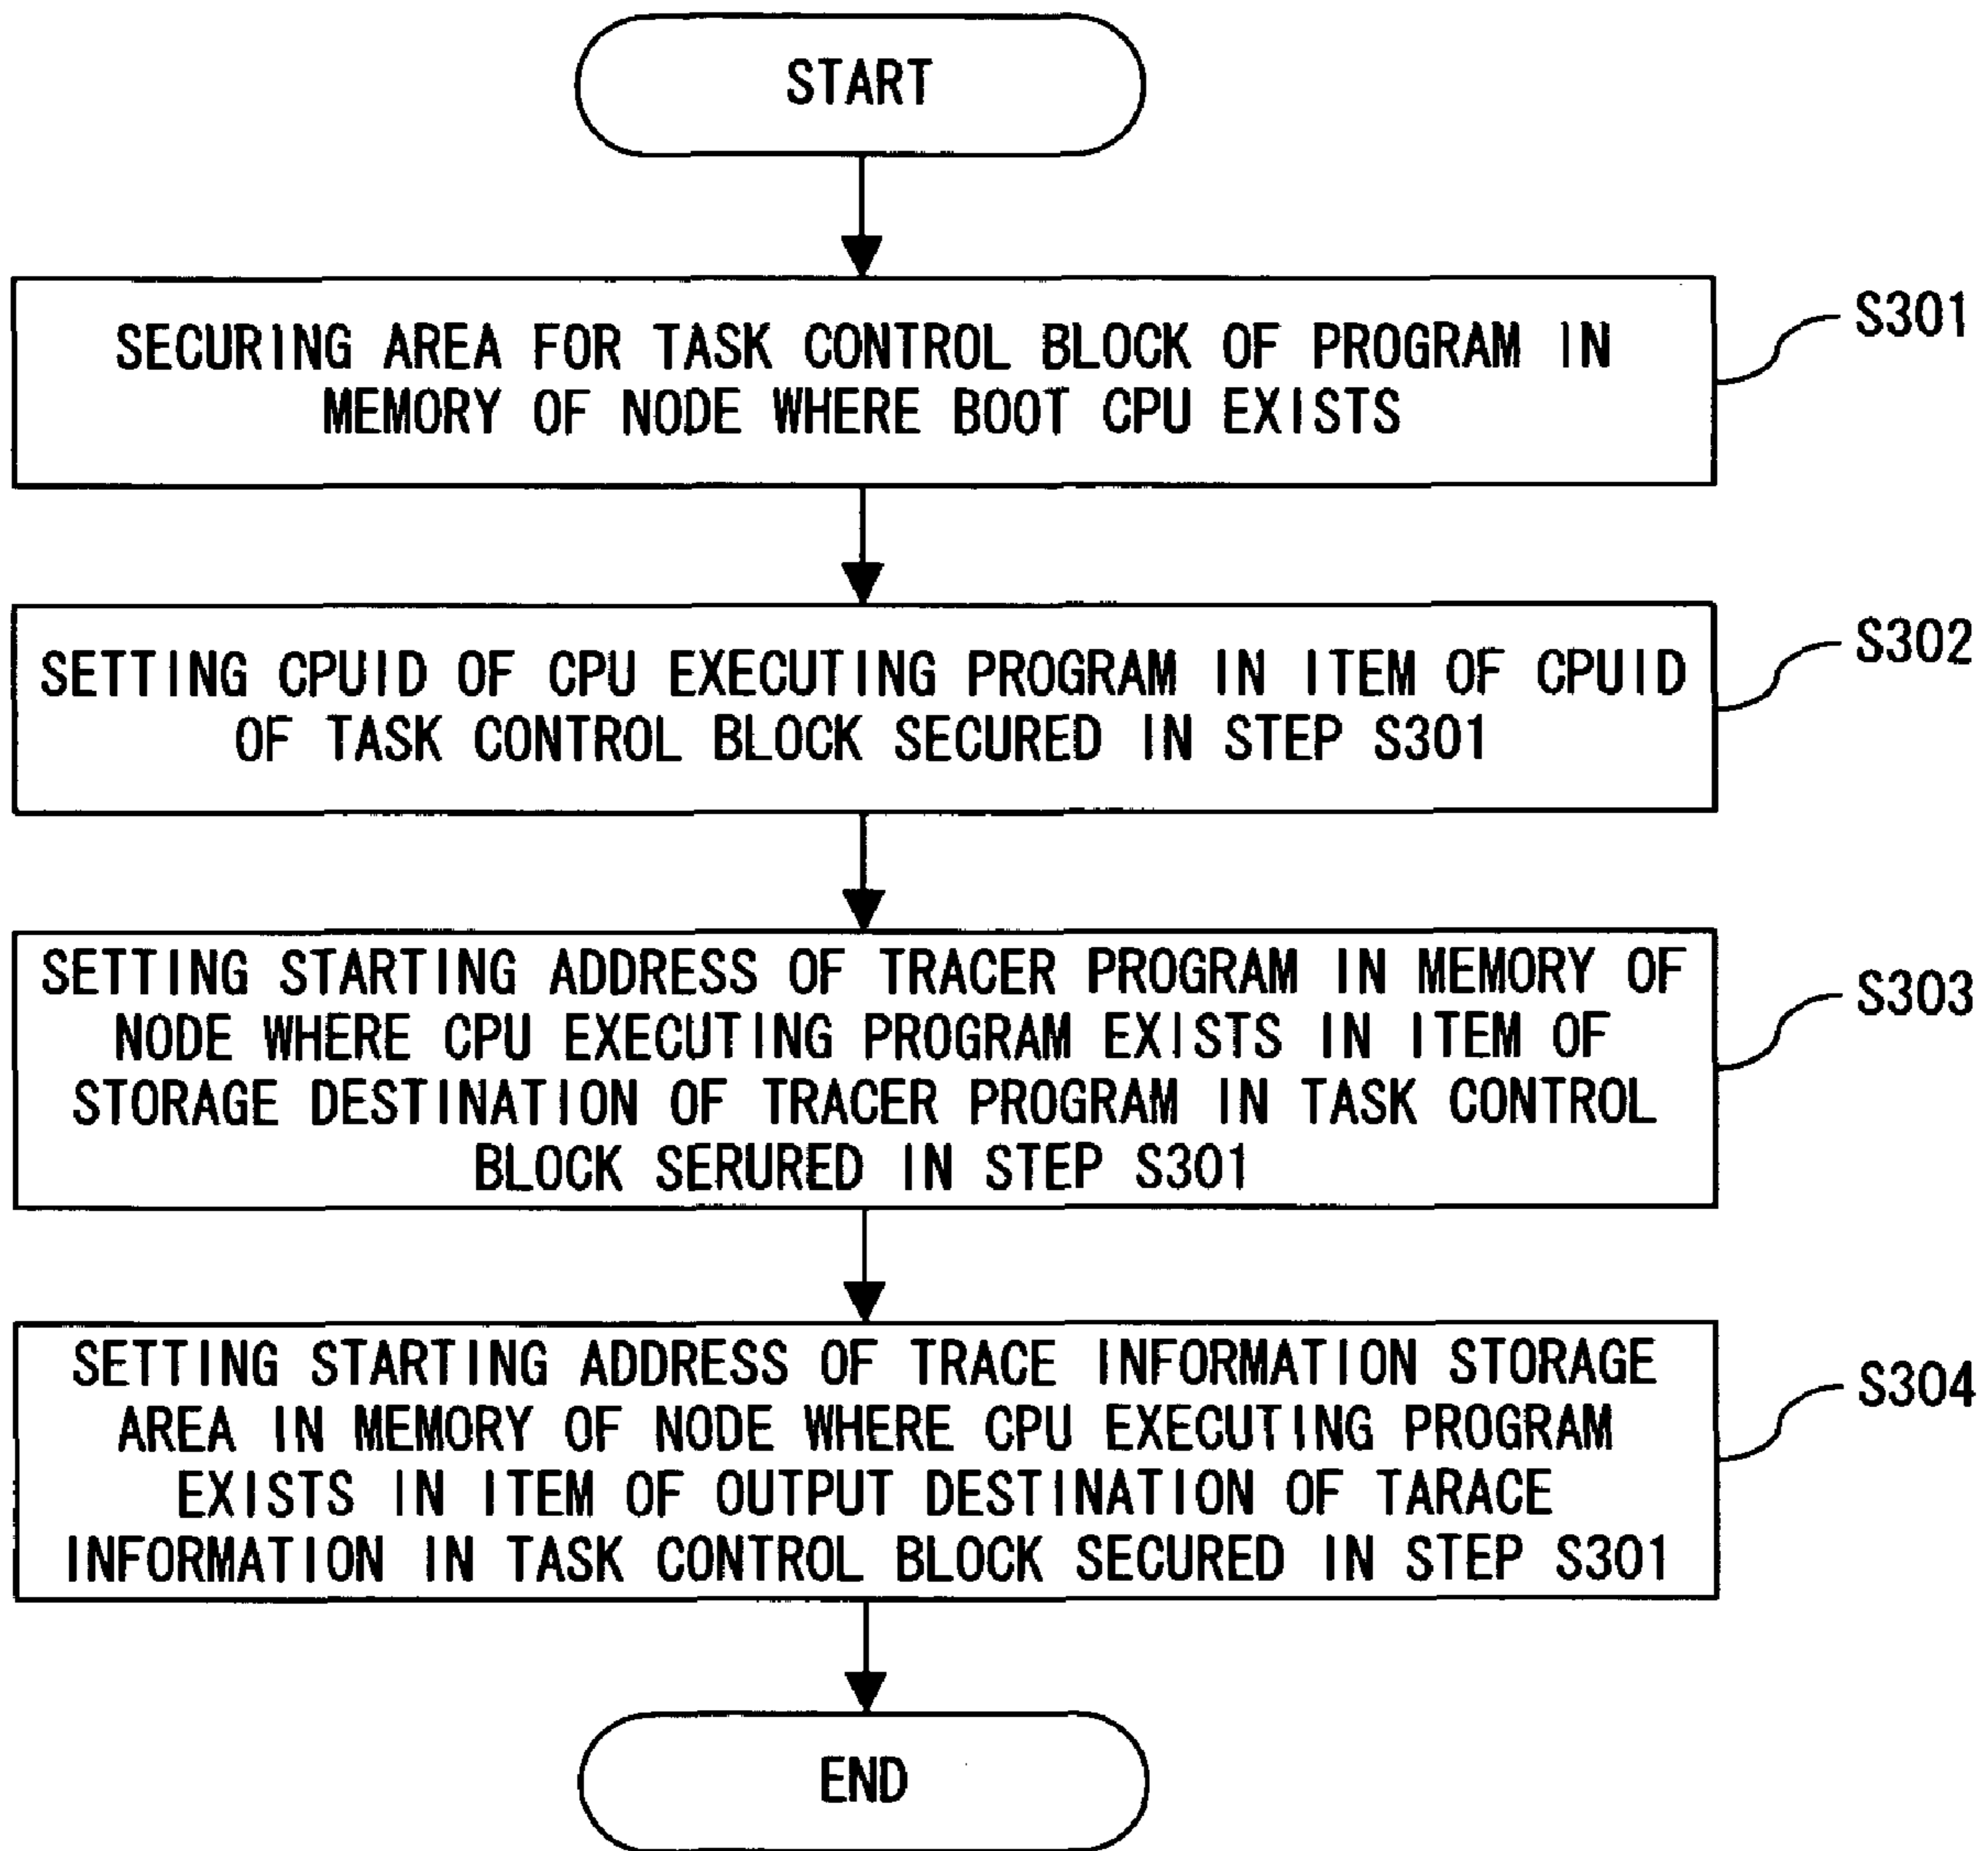 START
SECURING AREA FOR TASK CONTROL BLOCK OF PROGRAM IN
MEMORY OF NODE WHERE BOOT CPU EXISTS
S301
SETTING CPUID OF CPU EXECUTING PROGRAM IN ITEM OF CPUID
OF TASK CONTROL BLOCK SECURED IN STEP S301
S302
SETTING STARTING ADDRESS OF TRACER PROGRAM IN MEMORY OF
NODE WHERE CPU EXECUTING PROGRAM EXISTS IN ITEM OF
STORAGE DESTINATION OF TRACER PROGRAM IN TASK CONTROL
BLOCK SERURED IN STEP S301
S303
SETTING STARTING ADDRESS OF TRACE INFORMATION STORAGE
AREA IN MEMORY OF NODE WHERE CPU EXECUTING PROGRAM
EXISTS IN ITEM OF OUTPUT DESTINATION OF TARACE
INFORMATION IN TASK CONTROL BLOCK SECURED IN STEP S301
S304
END